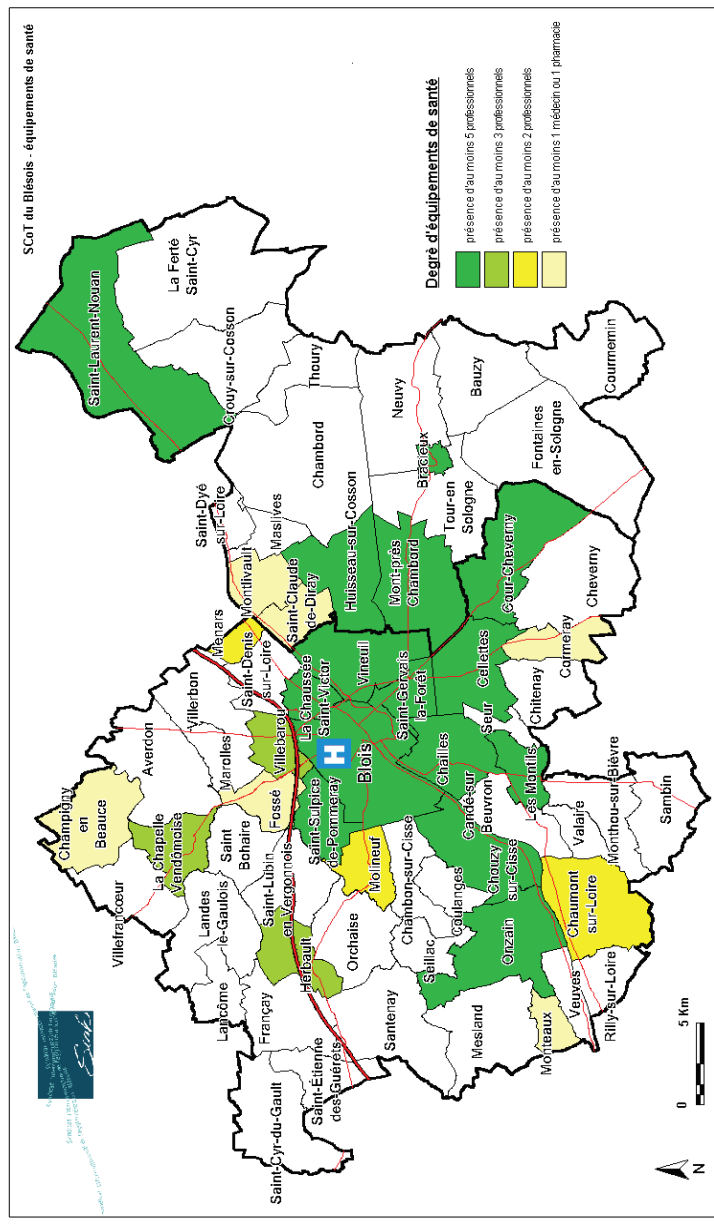 SCoT du Blésois - équipements de santé
Sirak
Saint-Cyr-du-Gault
Saint-Etienne
des-Guérets
Lancôme
Françay
Landes
le-Gaulois
Villefrancœur
Champigny
en
Beauce
La Chapelle
Vendômoise
Averdon
Villerbon
Marolles
Saint
Bohaire
Saint-Lubin
en Vergonnois
Herbault
Fossé
Villebarou
Menars
Saint-Denis
sur-Loire
La Chaussée
Saint-Victor
Saint-Sulpice
de-Pommeray
H
Blois
Vineuil
Saint-Gervais
la-Forêt
Santenay
Orchaise
Molineuf
Chambon-sur-Cisse
Seillac
Coulanges
Mesland
Onzain
Chouzy
sur-Cisse
Monteaux
Veuves
Rilly-sur-Loire
Chaumont
sur-Loire
Candé-sur
Beuvron
Chailles
Les Montils
Seur
Valaire
Monthou-sur-Bièvre
Sambin
Chitenay
Cellettes
Cormeray
Cheverny
Cour-Cheverny
Mont-près
Chambord
Huisseau-sur-Cosson
Saint-Claude
de-Diray
Montlivault
Maslives
Saint-Dyé
sur-Loire
Chambord
Saint-Laurent-Nouan
La Ferté
Saint-Cyr
Crouy-sur-Cosson
Thoury
Neuvy
Bracieux
Tour-en
Sologne
Bauzy
Fontaines
en-Sologne
Courmemin
Degrè d'équipements de santé
présence d'au moins 5 professionnels
présence d'au moins 3 professionnels
présence d'au moins 2 professionnels
présence d'au moins 1 médecin ou 1 pharmacie
N
0
5 Km